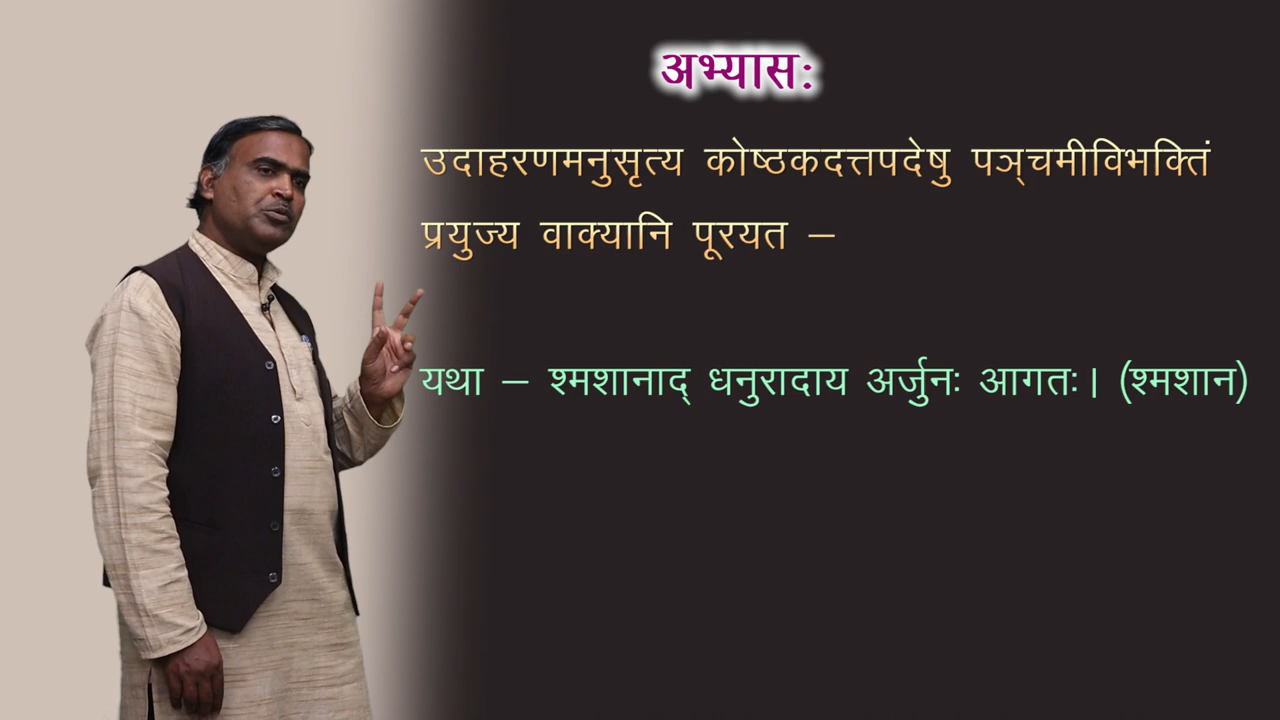 अभ्यासः
उदाहरणमनुसृत्य कोष्ठकदत्तपदेषु पञ्चमीविभक्तिं
प्रयुज्य वाक्यानि पूरयत –
यथा – श्मशानाद् धनुरादाय अर्जुनः आगतः। (श्मशान)